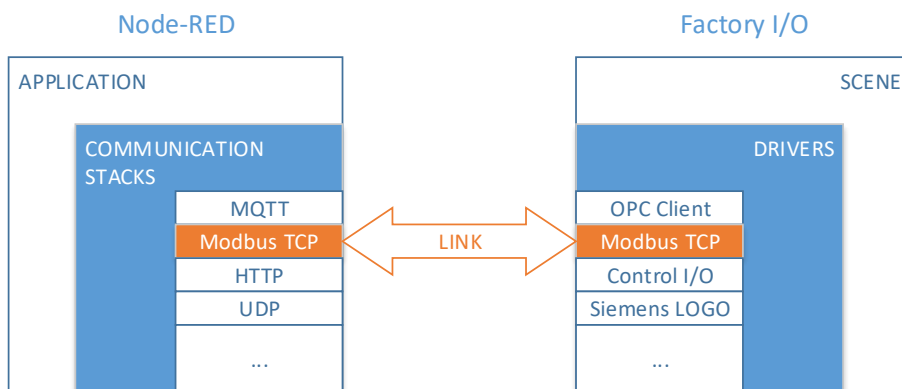 Node-RED
Factory I/O
APPLICATION
SCENE
COMMUNICATION
STACKS
DRIVERS
MQTT
OPC Client
Modbus TCP
LINK
Modbus TCP
HTTP
Control I/O
UDP
Siemens LOGO
...
...